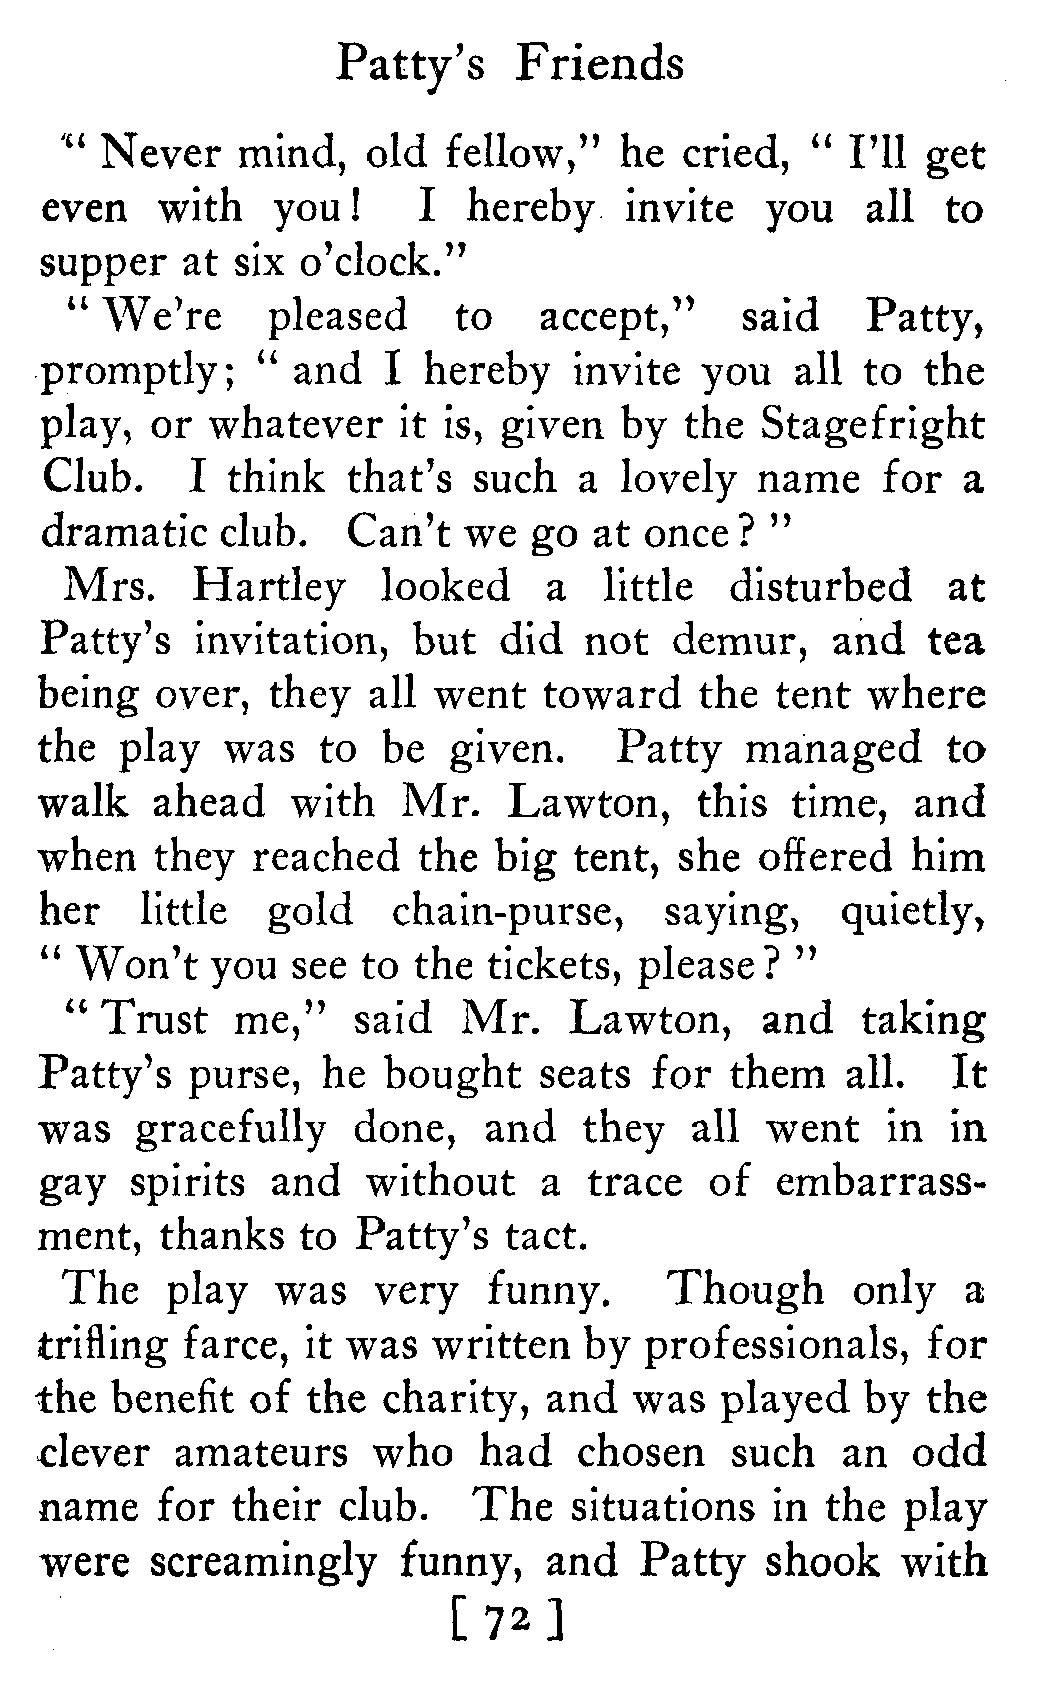 Patty's Friends
" Never mind, old fellow," he cried, " I'll get
even with you! I hereby invite you all to
supper at six o'clock."
" We're pleased to accept," said Patty,
promptly; " and I hereby invite you all to the
play, or whatever it is, given by the Stagefright
Club. I think that's such a lovely name for a
dramatic club. Can't we go at once? "
Mrs. Hartley looked a little disturbed at
Patty's invitation, but did not demur, and tea
being over, they all went toward the tent where
the play was to be given. Patty managed to
walk ahead with Mr. Lawton, this time, and
when they reached the big tent, she offered him
her little gold chain-purse, saying, quietly,
" Won't you see to the tickets, please? "
" Trust me," said Mr. Lawton, and taking
Patty's purse, he bought seats for them all. It
was gracefully done, and they all went in in
gay spirits and without a trace of embarrass-
ment, thanks to Patty's tact.
The play was very funny. Though only a
trifling farce, it was written by professionals, for
the benefit of the charity, and was played by the
clever amateurs who had chosen such an odd
name for their club. The situations in the play
were screamingly funny, and Patty shook with
[ 72 ]